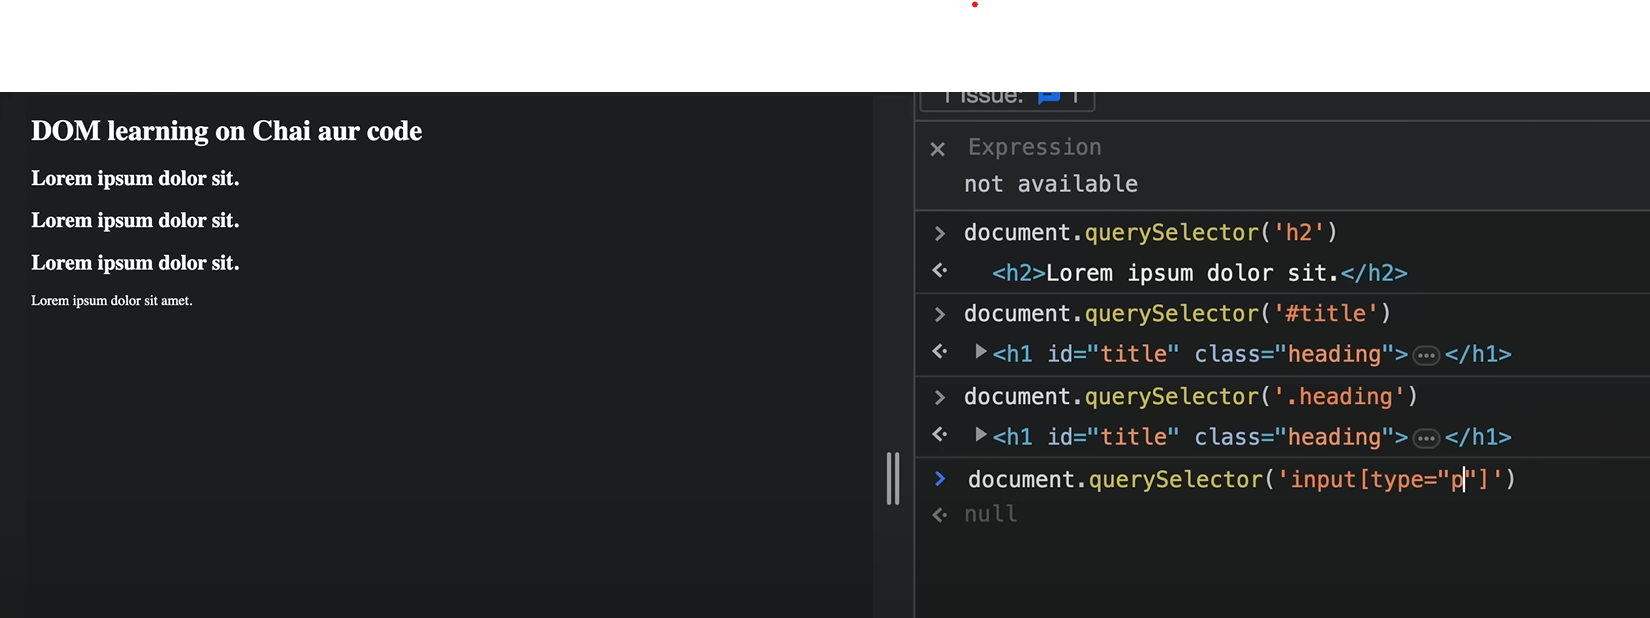 DOM learning on Chai aur code
Lorem ipsum dolor sit.
Lorem ipsum dolor sit.
Lorem ipsum dolor sit.
Lorem ipsum dolor sit amet.
1 Issue: 1
Expression
not available
document.querySelector('h2')
<h2>Lorem ipsum dolor sit.</h2>
document.querySelector('#title')
<h1 id="title" class="heading">…</h1>
document.querySelector('.heading')
<h1 id="title" class="heading">…</h1>
document.querySelector('input[type="p"]')
null